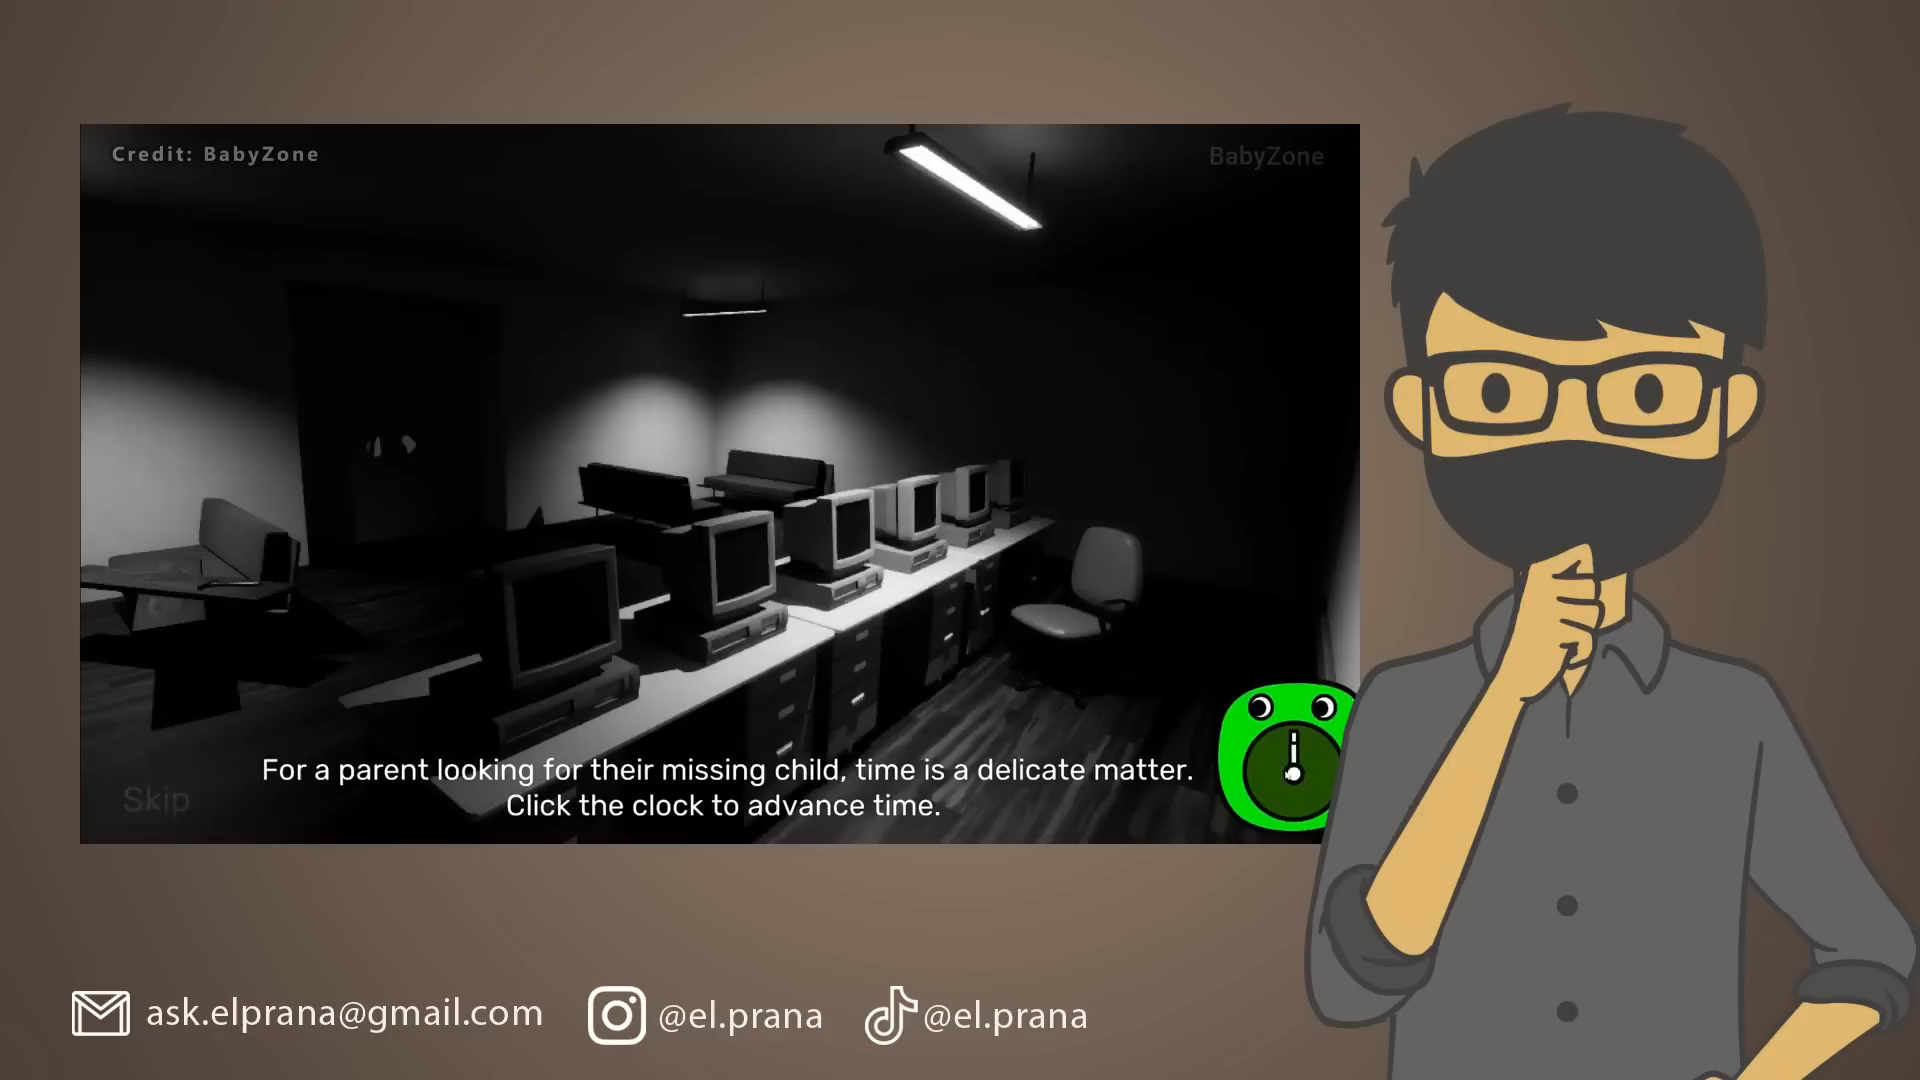 Credit: BabyZone
BabyZone
For a parent looking for their missing child, time is a delicate matter.
Click the clock to advance time.
Skip
ask.elprana@gmail.com
@el.prana
@el.prana